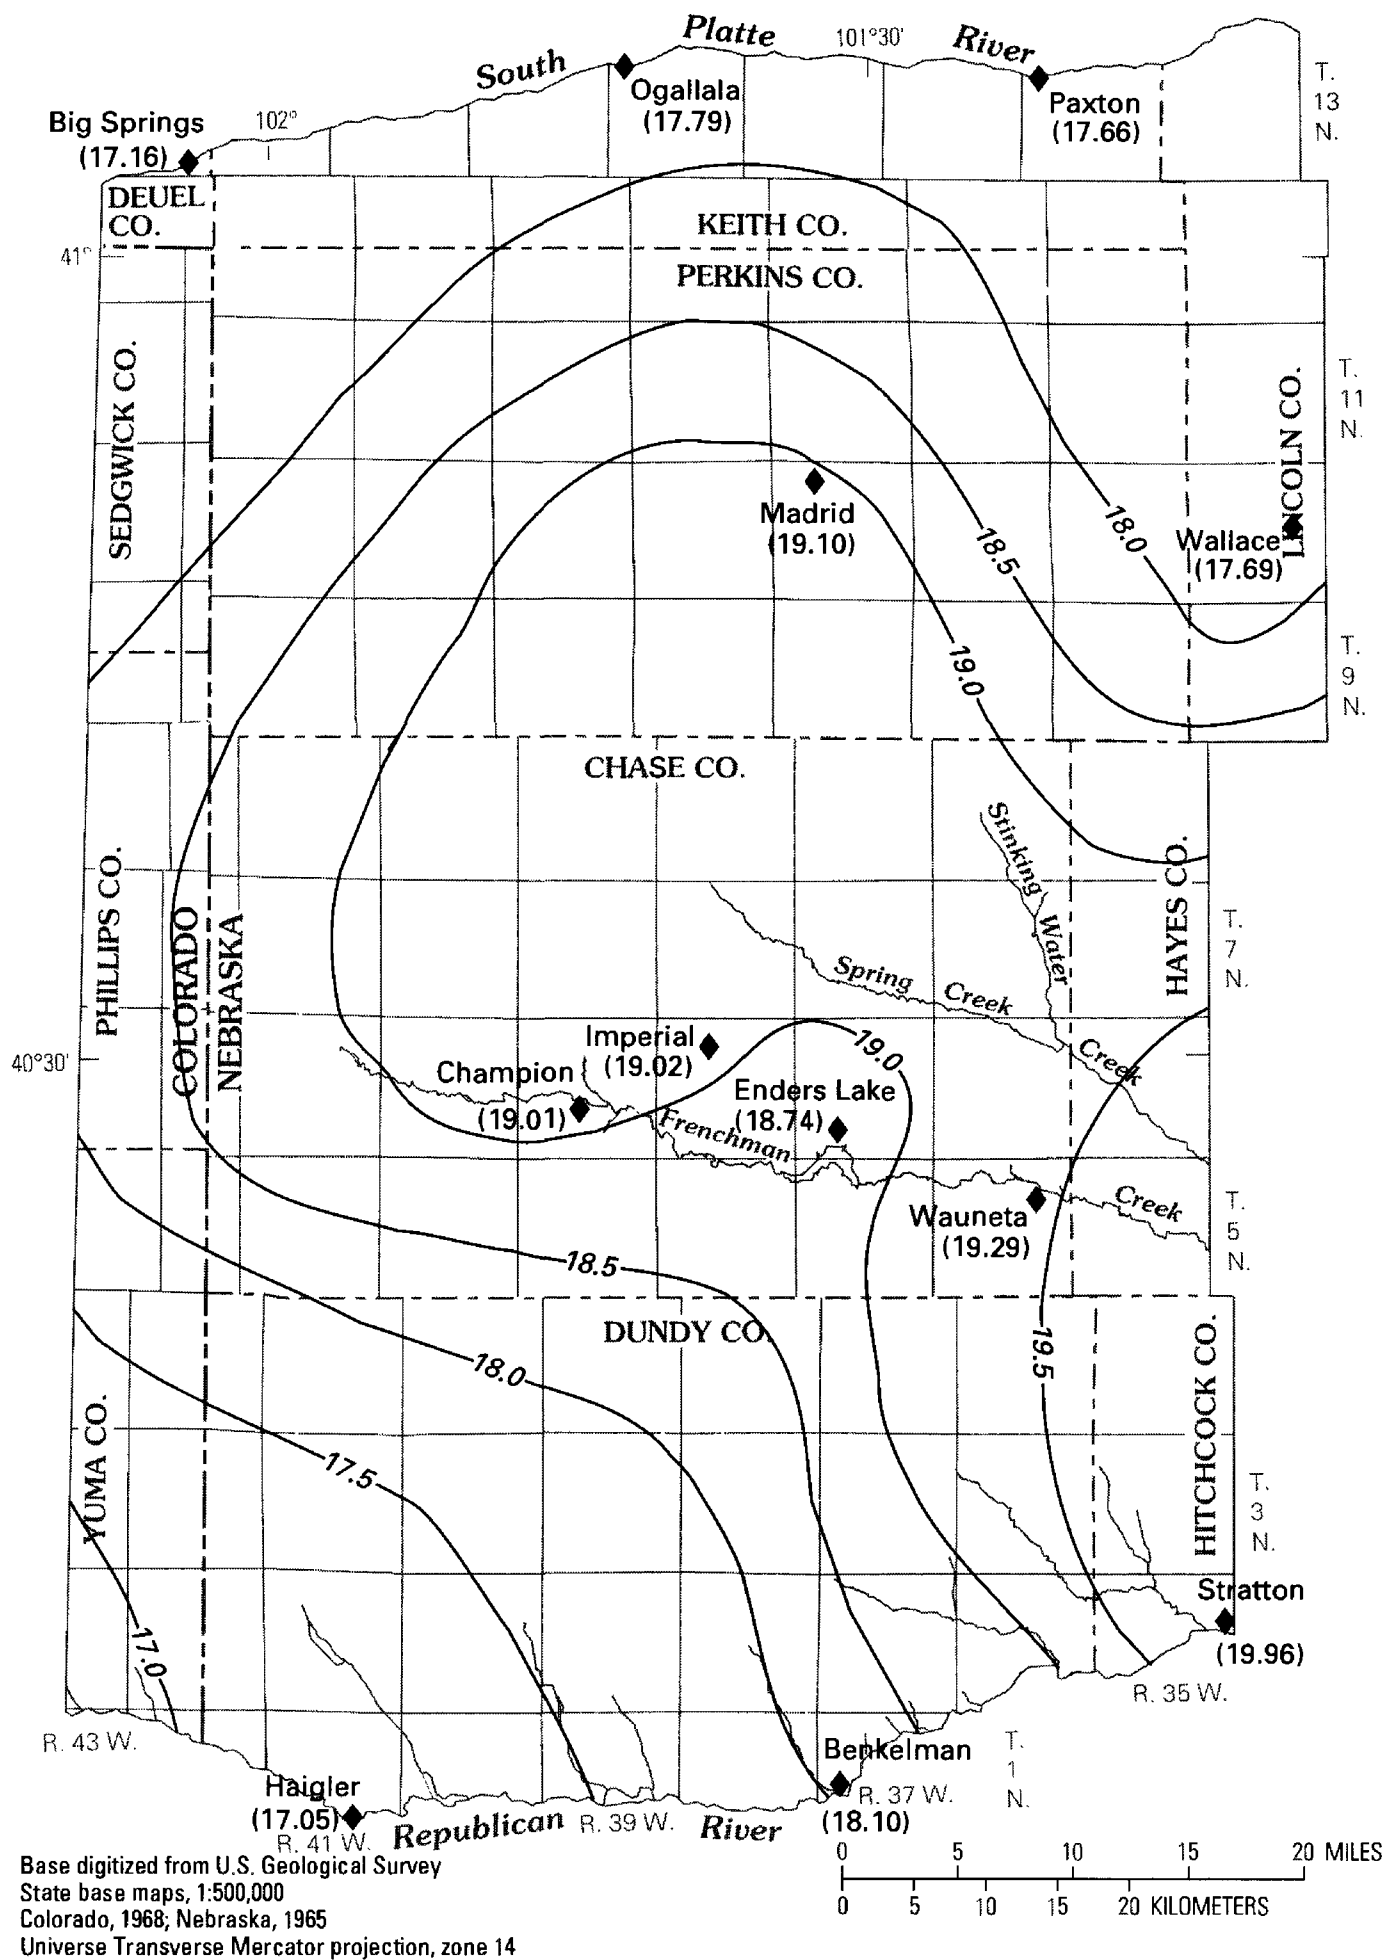 South Platte River
101°30'
Ogallala
(17.79)
Paxton
(17.66)
T.
13
N.
Big Springs
(17.16)
102°
DEUEL
CO.
KEITH CO.
41°
PERKINS CO.
SEDGWICK CO.
LINCOLN CO.
T.
11
N.
Madrid
(19.10)
18.5
18.0
Wallace
(17.69)
19.0
T.
9
N.
CHASE CO.
Stinking Water Creek
PHILLIPS CO.
COLORADO
NEBRASKA
HAYES CO.
T.
7
N.
Spring Creek
40°30'
Imperial
(19.02)
19.0
Champion
(19.01)
Enders Lake
(18.74)
Frenchman Creek
Wauneta
(19.29)
T.
5
N.
18.5
DUNDY CO.
18.0
19.5
HITCHCOCK CO.
YUMA CO.
17.5
T.
3
N.
Stratton
(19.96)
17.0
R. 35 W.
R. 43 W.
Benkelman
(18.10)
T.
1
N.
R. 37 W.
Haigler
(17.05)
R. 41 W.
Republican River
R. 39 W.
0 5 10 15 20 MILES
0 5 10 15 20 KILOMETERS
Base digitized from U.S. Geological Survey
State base maps, 1:500,000
Colorado, 1968; Nebraska, 1965
Universe Transverse Mercator projection, zone 14